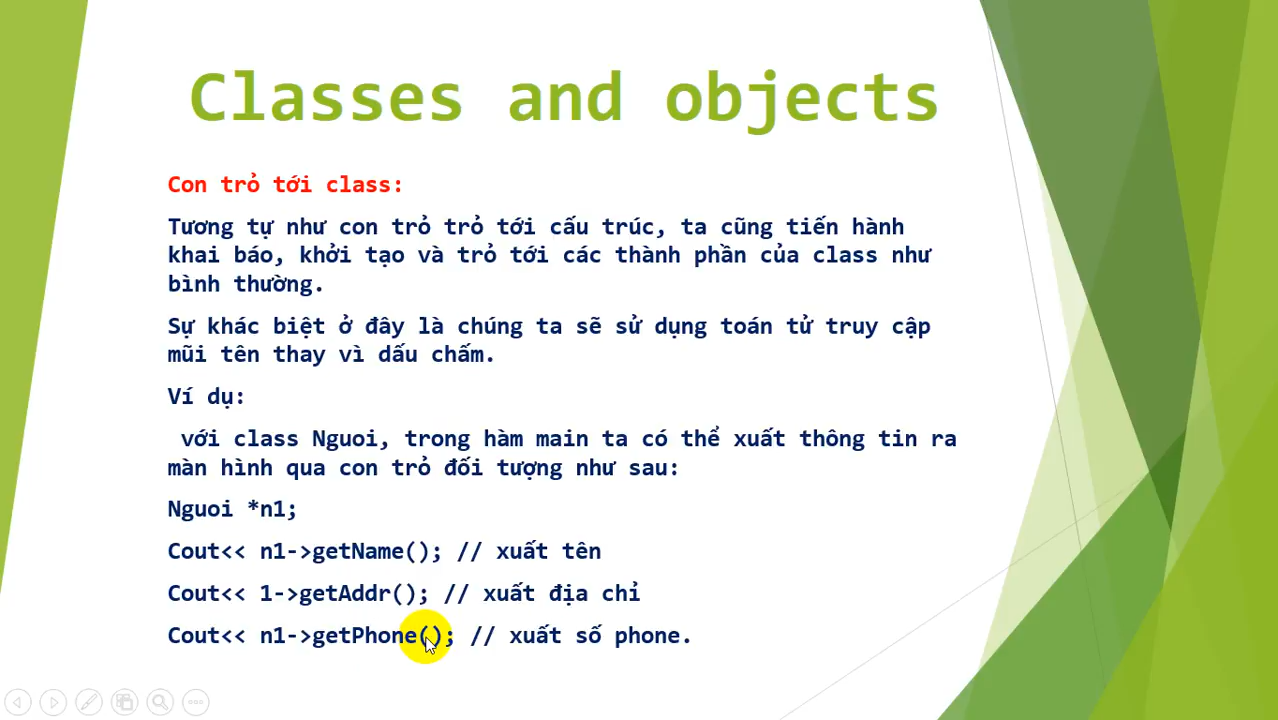 Classes and objects
Con trỏ tới class:
Tương tự như con trỏ trỏ tới cấu trúc, ta cũng tiến hành
khai báo, khởi tạo và trỏ tới các thành phần của class như
bình thường.
Sự khác biệt ở đây là chúng ta sẽ sử dụng toán tử truy cập
mũi tên thay vì dấu chấm.
Ví dụ:
với class Nguoi, trong hàm main ta có thể xuất thông tin ra
màn hình qua con trỏ đối tượng như sau:
Nguoi *n1;
Cout<< n1->getName(); // xuất tên
Cout<< 1->getAddr(); // xuất địa chỉ
Cout<< n1->getPhone(); // xuất số phone.